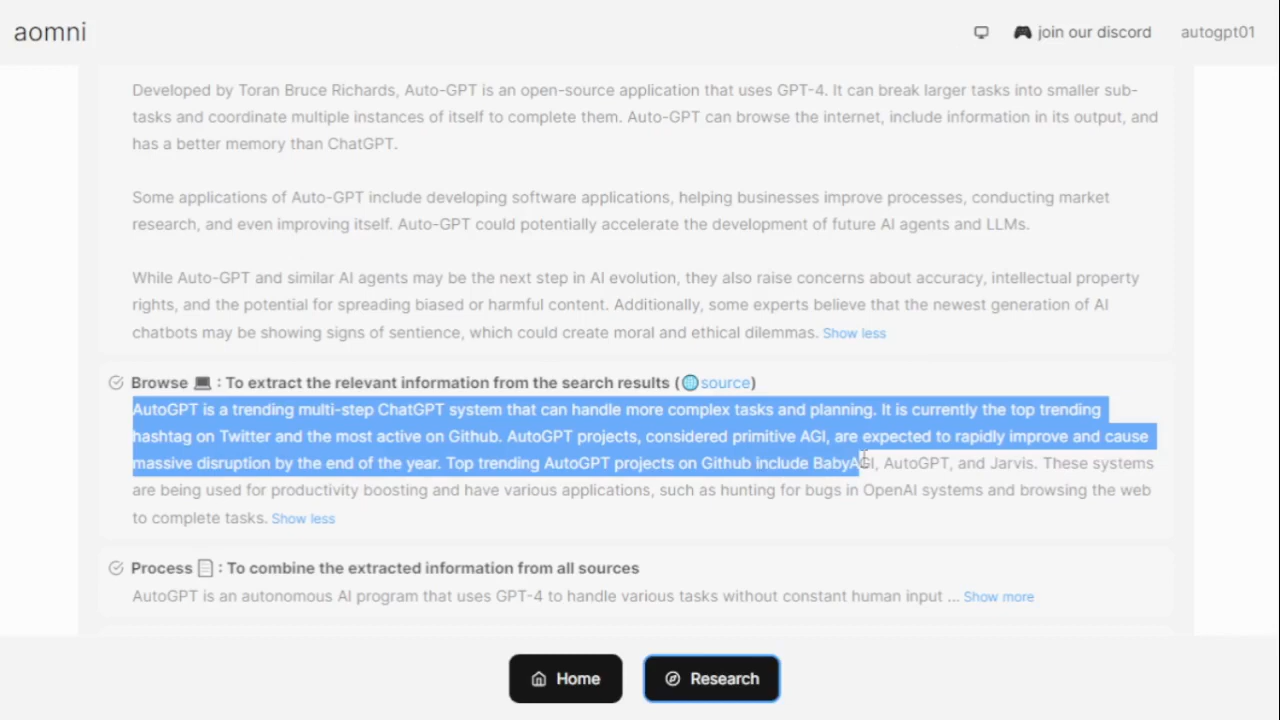 aomni
join our discord
autogpt01
Developed by Toran Bruce Richards, Auto-GPT is an open-source application that uses GPT-4. It can break larger tasks into smaller sub-
tasks and coordinate multiple instances of itself to complete them. Auto-GPT can browse the internet, include information in its output, and
has a better memory than ChatGPT.
Some applications of Auto-GPT include developing software applications, helping businesses improve processes, conducting market
research, and even improving itself. Auto-GPT could potentially accelerate the development of future AI agents and LLMs.
While Auto-GPT and similar AI agents may be the next step in AI evolution, they also raise concerns about accuracy, intellectual property
rights, and the potential for spreading biased or harmful content. Additionally, some experts believe that the newest generation of AI
chatbots may be showing signs of sentience, which could create moral and ethical dilemmas. Show less
Browse 💻 : To extract the relevant information from the search results (🌐source)
AutoGPT is a trending multi-step ChatGPT system that can handle more complex tasks and planning. It is currently the top trending
hashtag on Twitter and the most active on Github. AutoGPT projects, considered primitive AGI, are expected to rapidly improve and cause
massive disruption by the end of the year. Top trending AutoGPT projects on Github include BabyAGI, AutoGPT, and Jarvis. These systems
are being used for productivity boosting and have various applications, such as hunting for bugs in OpenAI systems and browsing the web
to complete tasks. Show less
Process 📄 : To combine the extracted information from all sources
AutoGPT is an autonomous AI program that uses GPT-4 to handle various tasks without constant human input ... Show more
Home
Research